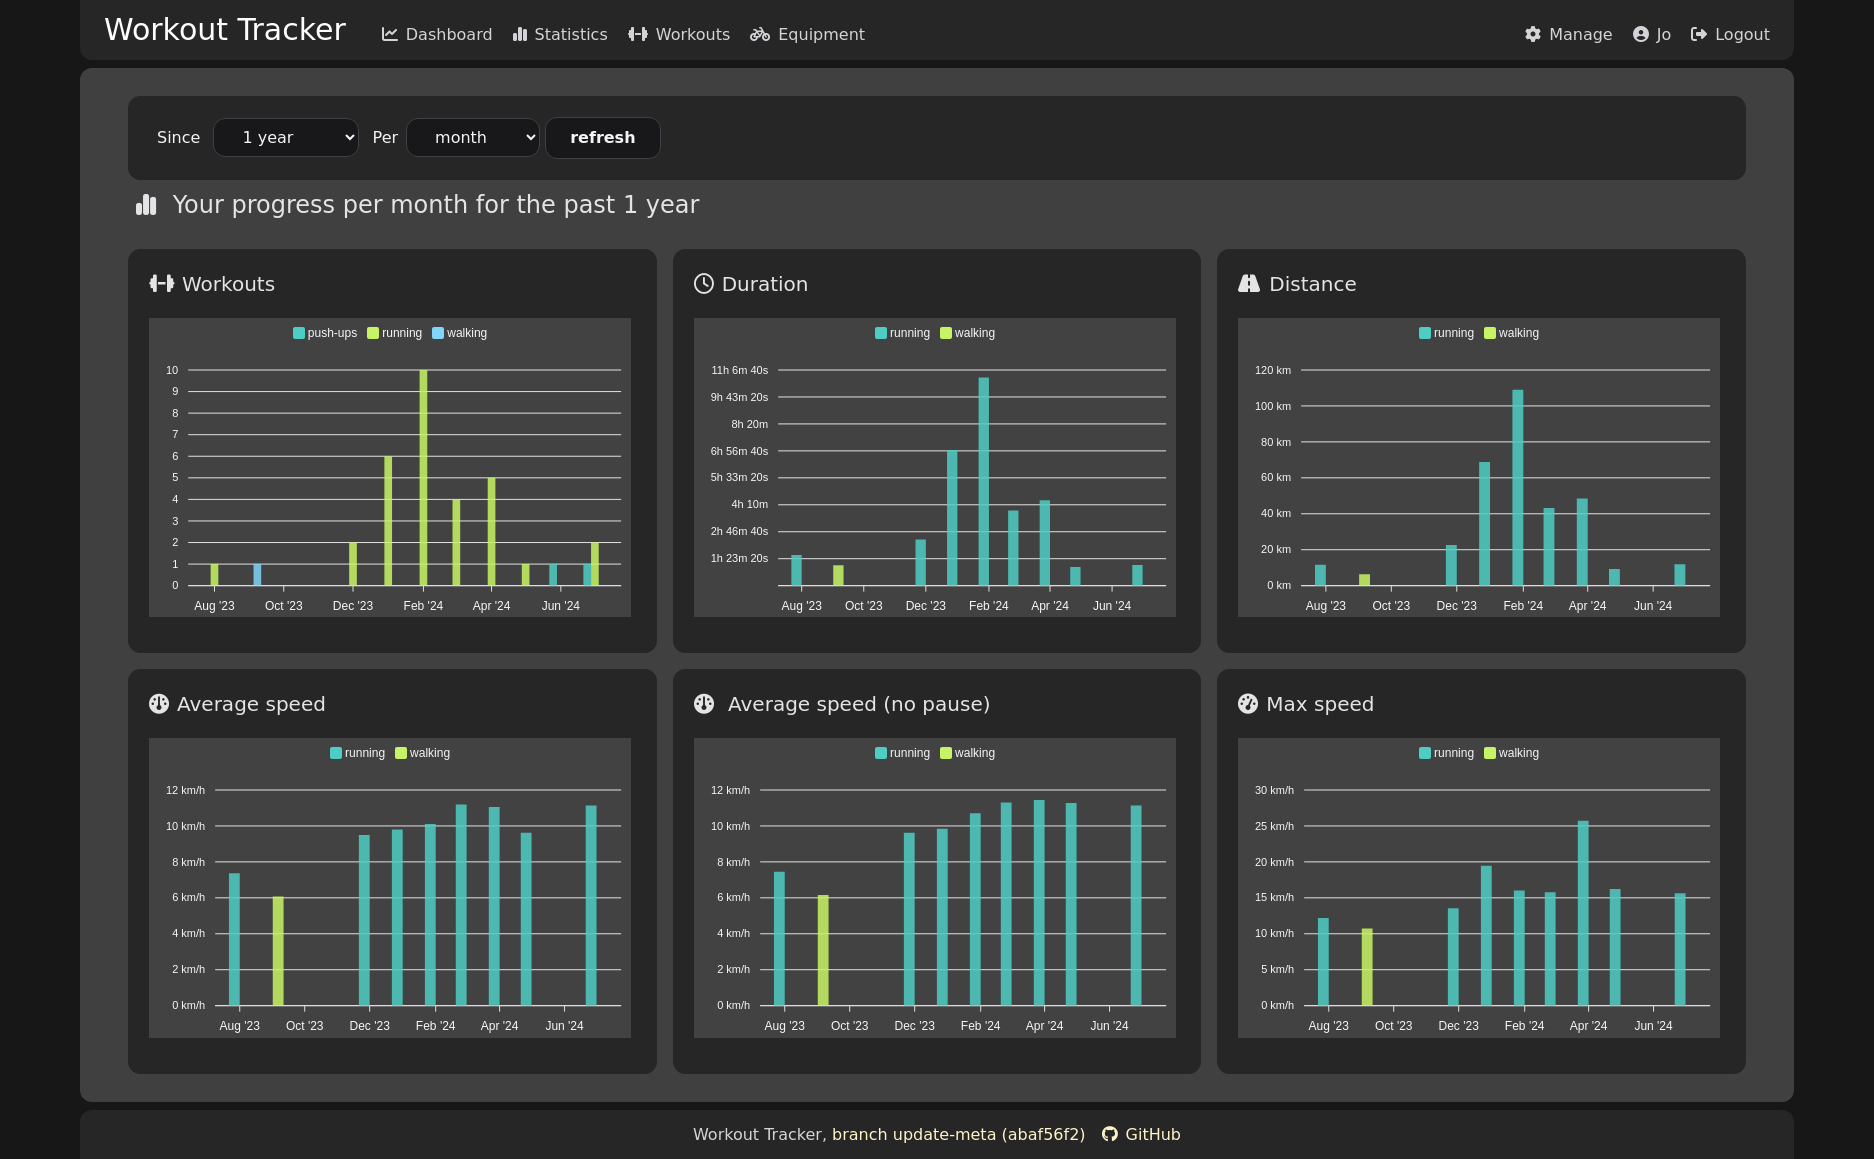 Workout Tracker Dashboard Statistics Workouts Equipment Manage Jo Logout
Since 1 year Per month refresh
Your progress per month for the past 1 year
Workouts
push-ups running walking
10
9
8
7
6
5
4
3
2
1
0
Aug '23 Oct '23 Dec '23 Feb '24 Apr '24 Jun '24
Duration
running walking
11h 6m 40s
9h 43m 20s
8h 20m
6h 56m 40s
5h 33m 20s
4h 10m
2h 46m 40s
1h 23m 20s
Aug '23 Oct '23 Dec '23 Feb '24 Apr '24 Jun '24
Distance
running walking
120 km
100 km
80 km
60 km
40 km
20 km
0 km
Aug '23 Oct '23 Dec '23 Feb '24 Apr '24 Jun '24
Average speed
running walking
12 km/h
10 km/h
8 km/h
6 km/h
4 km/h
2 km/h
0 km/h
Aug '23 Oct '23 Dec '23 Feb '24 Apr '24 Jun '24
Average speed (no pause)
running walking
12 km/h
10 km/h
8 km/h
6 km/h
4 km/h
2 km/h
0 km/h
Aug '23 Oct '23 Dec '23 Feb '24 Apr '24 Jun '24
Max speed
running walking
30 km/h
25 km/h
20 km/h
15 km/h
10 km/h
5 km/h
0 km/h
Aug '23 Oct '23 Dec '23 Feb '24 Apr '24 Jun '24
Workout Tracker, branch update-meta (abaf56f2) GitHub